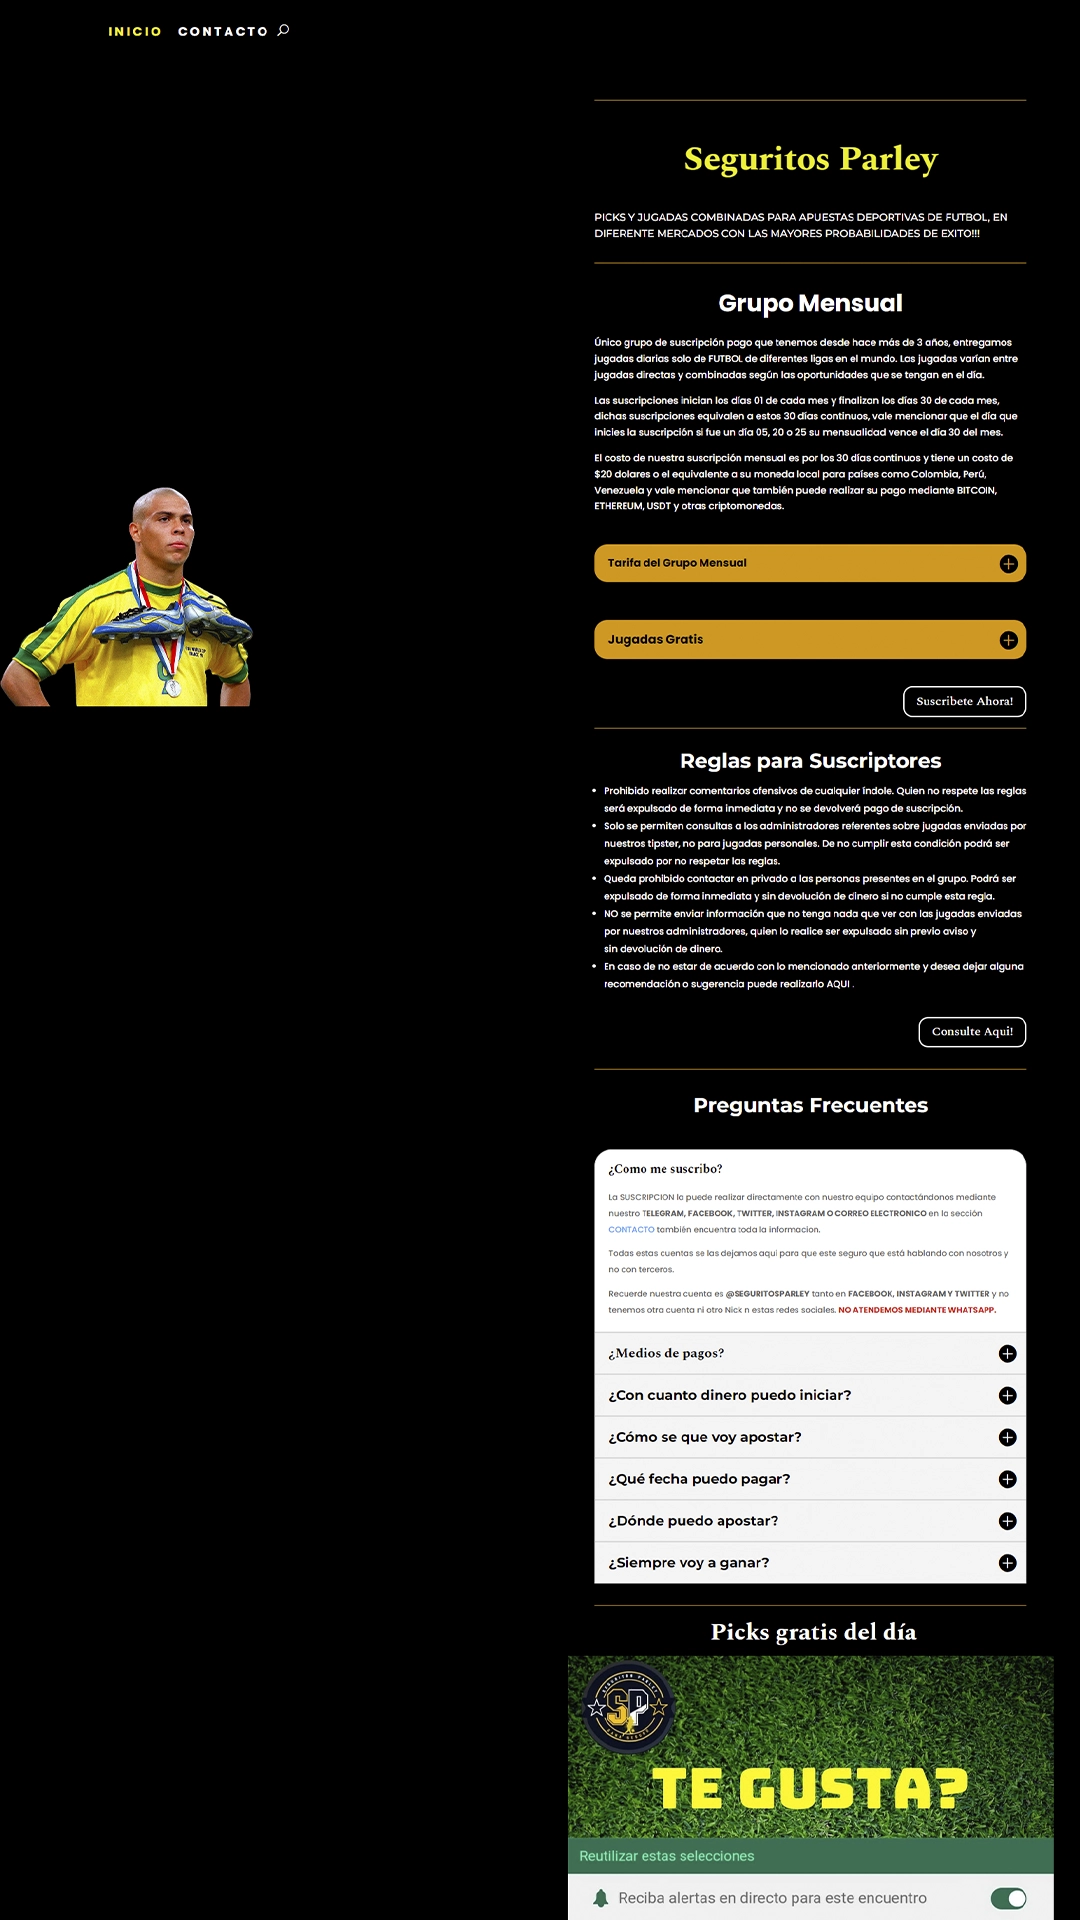 INICIO CONTACTO
Seguritos Parley
PICKS Y JUGADAS COMBINADAS PARA APUESTAS DEPORTIVAS DE FUTBOL, EN
DIFERENTE MERCADOS CON LAS MAYORES PROBABILIDADES DE EXITO!!!
Grupo Mensual
Único grupo de suscripción pago que tenemos desde hace más de 3 años, entregamos
jugadas diarias solo de FUTBOL de diferentes ligas en el mundo. Las jugadas varían entre
jugadas directas y combinadas según las oportunidades que se tengan en el día.
Las suscripciones inician los días 01 de cada mes y finalizan los días 30 de cada mes,
dichas suscripciones equivalen a estos 30 días continuos, vale mencionar que el día que
inicies la suscripción si fue un día 05, 20 o 25 su mensualidad vence el día 30 del mes.
El costo de nuestra suscripción mensual es por los 30 días continuos y tiene un costo de
$20 dolares o el equivalente a su moneda local para países como Colombia, Perú,
Venezuela y vale mencionar que también puede realizar su pago mediante BITCOIN,
ETHEREUM, USDT y otras criptomonedas.
Tarifa del Grupo Mensual
Jugadas Gratis
Suscribete Ahora!
Reglas para Suscriptores
• Prohibido realizar comentarios ofensivos de cualquier índole. Quien no respete las reglas
será expulsado de forma inmediata y no se devolverá pago de suscripción.
• Solo se permiten consultas a los administradores referentes sobre jugadas enviadas por
nuestros tipster, no para jugadas personales. De no cumplir esta condición podrá ser
expulsado por no respetar las reglas.
• Queda prohibido contactar en privado a las personas presentes en el grupo. Podrá ser
expulsado de forma inmediata y sin devolución de dinero si no cumple esta regla.
• NO se permite enviar información que no tenga nada que ver con las jugadas enviadas
por nuestros administradores, quien lo realice ser expulsado sin previo aviso y
sin devolución de dinero.
• En caso de no estar de acuerdo con lo mencionado anteriormente y desea dejar alguna
recomendación o sugerencia puede realizarlo AQUI .
Consulte Aqui!
Preguntas Frecuentes
¿Como me suscribo?
La SUSCRIPCION la puede realizar directamente con nuestro equipo contactándonos mediante
nuestro TELEGRAM, FACEBOOK, TWITTER, INSTAGRAM O CORREO ELECTRONICO en la sección
CONTACTO también encuentra toda la informacion.
Todas estas cuentas se las dejamos aqui para que este seguro que está hablando con nosotros y
no con terceros.
Recuerde nuestra cuenta es @SEGURITOSPARLEY tanto en FACEBOOK, INSTAGRAM Y TWITTER y no
tenemos otra cuenta ni otro Nick n estas redes sociales. NO ATENDEMOS MEDIANTE WHATSAPP.
¿Medios de pagos?
¿Con cuanto dinero puedo iniciar?
¿Cómo se que voy apostar?
¿Qué fecha puedo pagar?
¿Dónde puedo apostar?
¿Siempre voy a ganar?
Picks gratis del día
SEGURITOS PARLEY
SP
TE GUSTA?
Reutilizar estas selecciones
Reciba alertas en directo para este encuentro